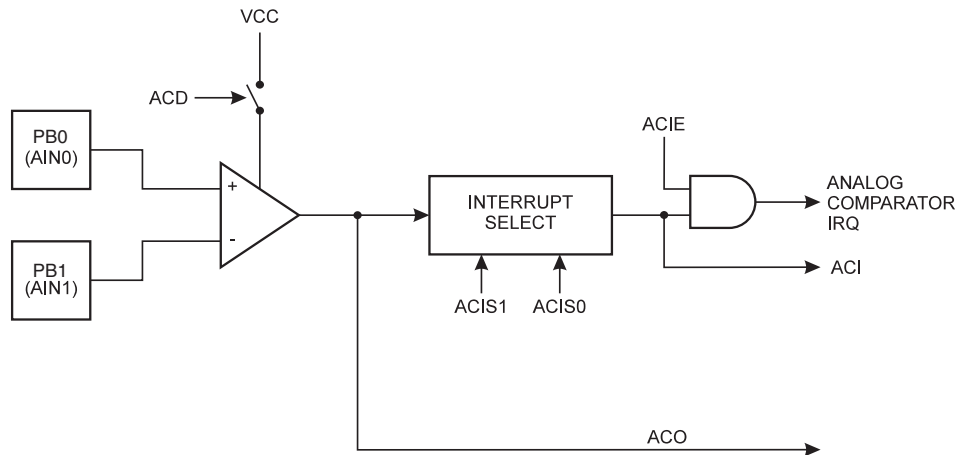 VCC
ACD
PB0
(AIN0)
+
-
PB1
(AIN1)
INTERRUPT
SELECT
ACIS1
ACIS0
ACIE
ANALOG
COMPARATOR
IRQ
ACI
ACO